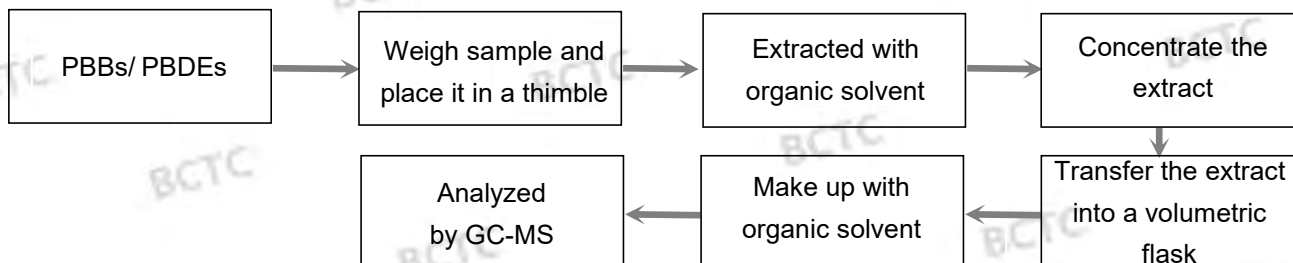 PBBs/ PBDEs
Weigh sample and
place it in a thimble
Extracted with
organic solvent
Concentrate the
extract
Transfer the extract
into a volumetric
flask
Make up with
organic solvent
Analyzed
by GC-MS
BCTC
BCTC
BCTC
BCTC
BCTC
BCTC